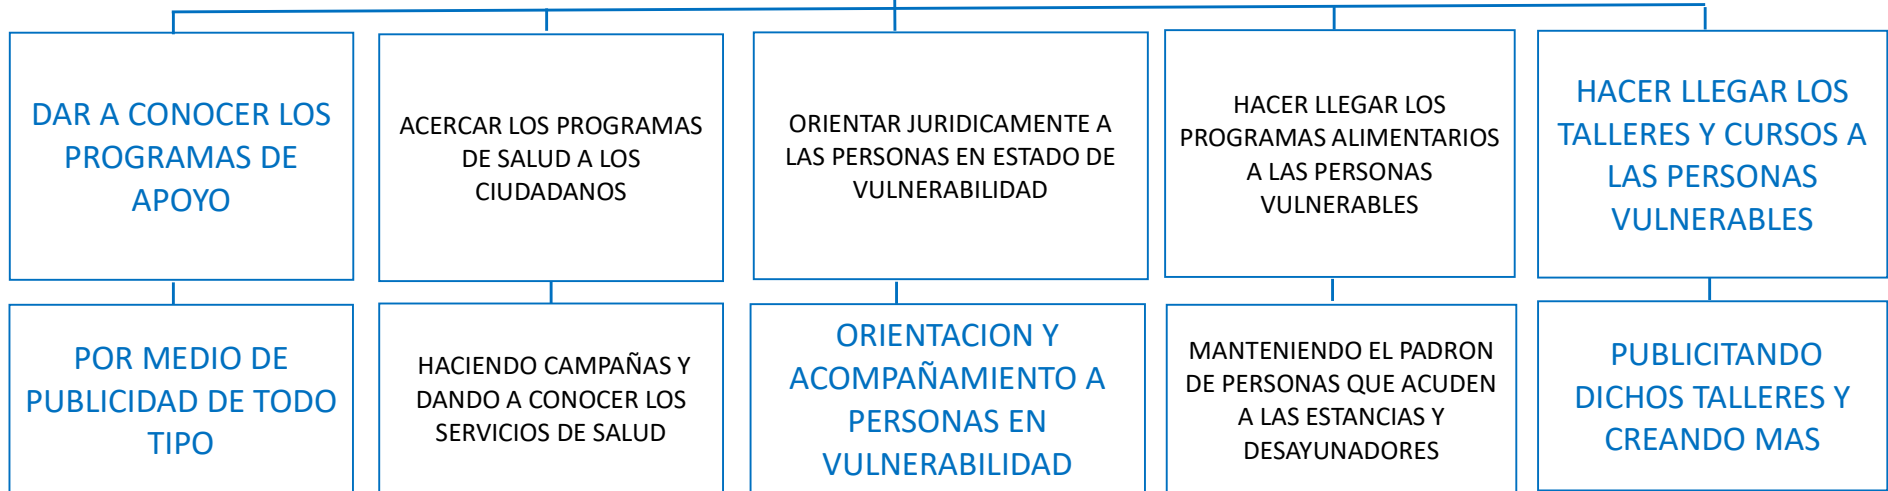 DAR A CONOCER LOS
PROGRAMAS DE
APOYO
ACERCAR LOS PROGRAMAS
DE SALUD A LOS
CIUDADANOS
ORIENTAR JURIDICAMENTE A
LAS PERSONAS EN ESTADO DE
VULNERABILIDAD
HACER LLEGAR LOS
PROGRAMAS ALIMENTARIOS
A LAS PERSONAS
VULNERABLES
HACER LLEGAR LOS
TALLERES Y CURSOS A
LAS PERSONAS
VULNERABLES
POR MEDIO DE
PUBLICIDAD DE TODO
TIPO
HACIENDO CAMPAÑAS Y
DANDO A CONOCER LOS
SERVICIOS DE SALUD
ORIENTACION Y
ACOMPAÑAMIENTO A
PERSONAS EN
VULNERABILIDAD
MANTENIENDO EL PADRON
DE PERSONAS QUE ACUDEN
A LAS ESTANCIAS Y
DESAYUNADORES
PUBLICITANDO
DICHOS TALLERES Y
CREANDO MAS